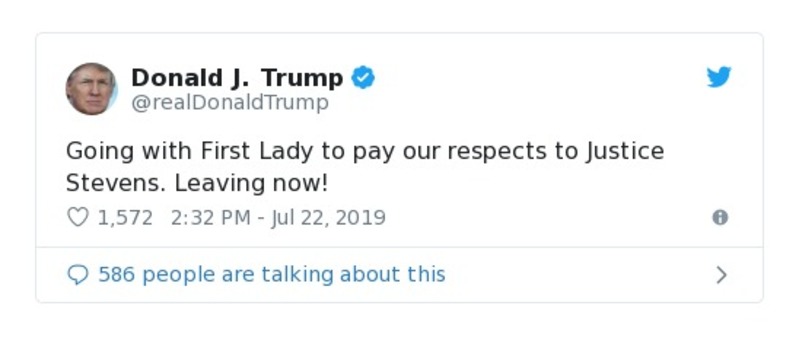 Donald J. Trump
@realDonaldTrump
Going with First Lady to pay our respects to Justice
Stevens. Leaving now!
1,572 2:32 PM - Jul 22, 2019
586 people are talking about this